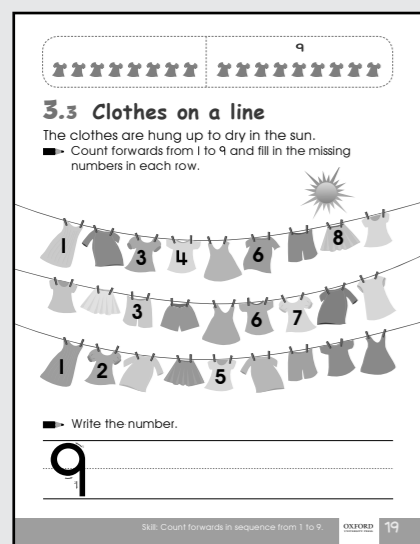 9
3.3 Clothes on a line
The clothes are hung up to dry in the sun.
Count forwards from 1 to 9 and fill in the missing
numbers in each row.
1 3 4 6 8
3 6 7
1 2 5
Write the number.
9
1
Skill: Count forwards in sequence from 1 to 9.
OXFORD
UNIVERSITY PRESS
19